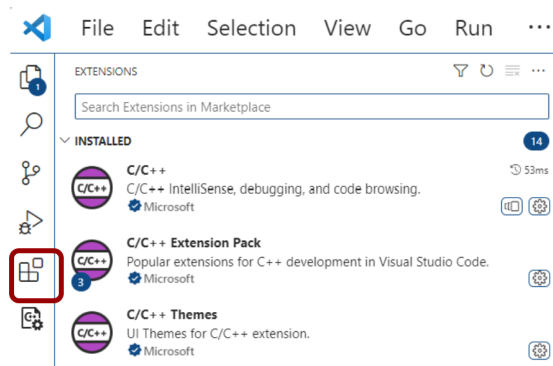 File Edit Selection View Go Run ...
EXTENSIONS
1
Search Extensions in Marketplace
INSTALLED 14
C/C++ 53ms
C/C++
C/C++ IntelliSense, debugging, and code browsing.
Microsoft
C/C++ Extension Pack
C/C++
Popular extensions for C++ development in Visual Studio Code.
3
Microsoft
C/C++ Themes
C/C++
UI Themes for C/C++ extension.
Microsoft